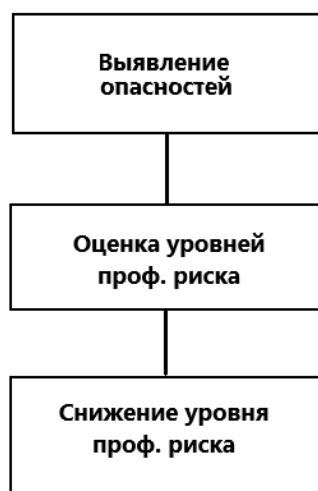 Выявление
опасностей
Оценка уровней
проф. риска
Снижение уровня
проф. риска